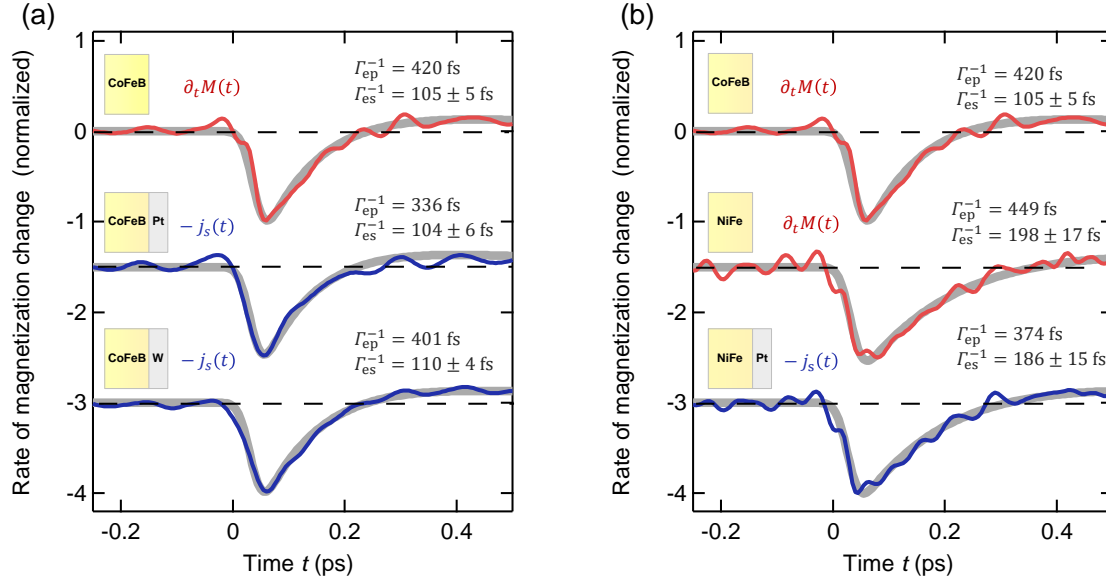 (a)
Rate of magnetization change (normalized)
1
0
-1
-2
-3
-4
CoFeB
∂ₜM(t)
Γₑₚ⁻¹ = 420 fs
Γₑₛ⁻¹ = 105 ± 5 fs
CoFeB Pt
− jₛ(t)
Γₑₚ⁻¹ = 336 fs
Γₑₛ⁻¹ = 104 ± 6 fs
CoFeB W
− jₛ(t)
Γₑₚ⁻¹ = 401 fs
Γₑₛ⁻¹ = 110 ± 4 fs
-0.2 0 0.2 0.4
Time t (ps)
(b)
Rate of magnetization change (normalized)
1
0
-1
-2
-3
-4
CoFeB
∂ₜM(t)
Γₑₚ⁻¹ = 420 fs
Γₑₛ⁻¹ = 105 ± 5 fs
NiFe
∂ₜM(t)
Γₑₚ⁻¹ = 449 fs
Γₑₛ⁻¹ = 198 ± 17 fs
NiFe Pt
− jₛ(t)
Γₑₚ⁻¹ = 374 fs
Γₑₛ⁻¹ = 186 ± 15 fs
-0.2 0 0.2 0.4
Time t (ps)